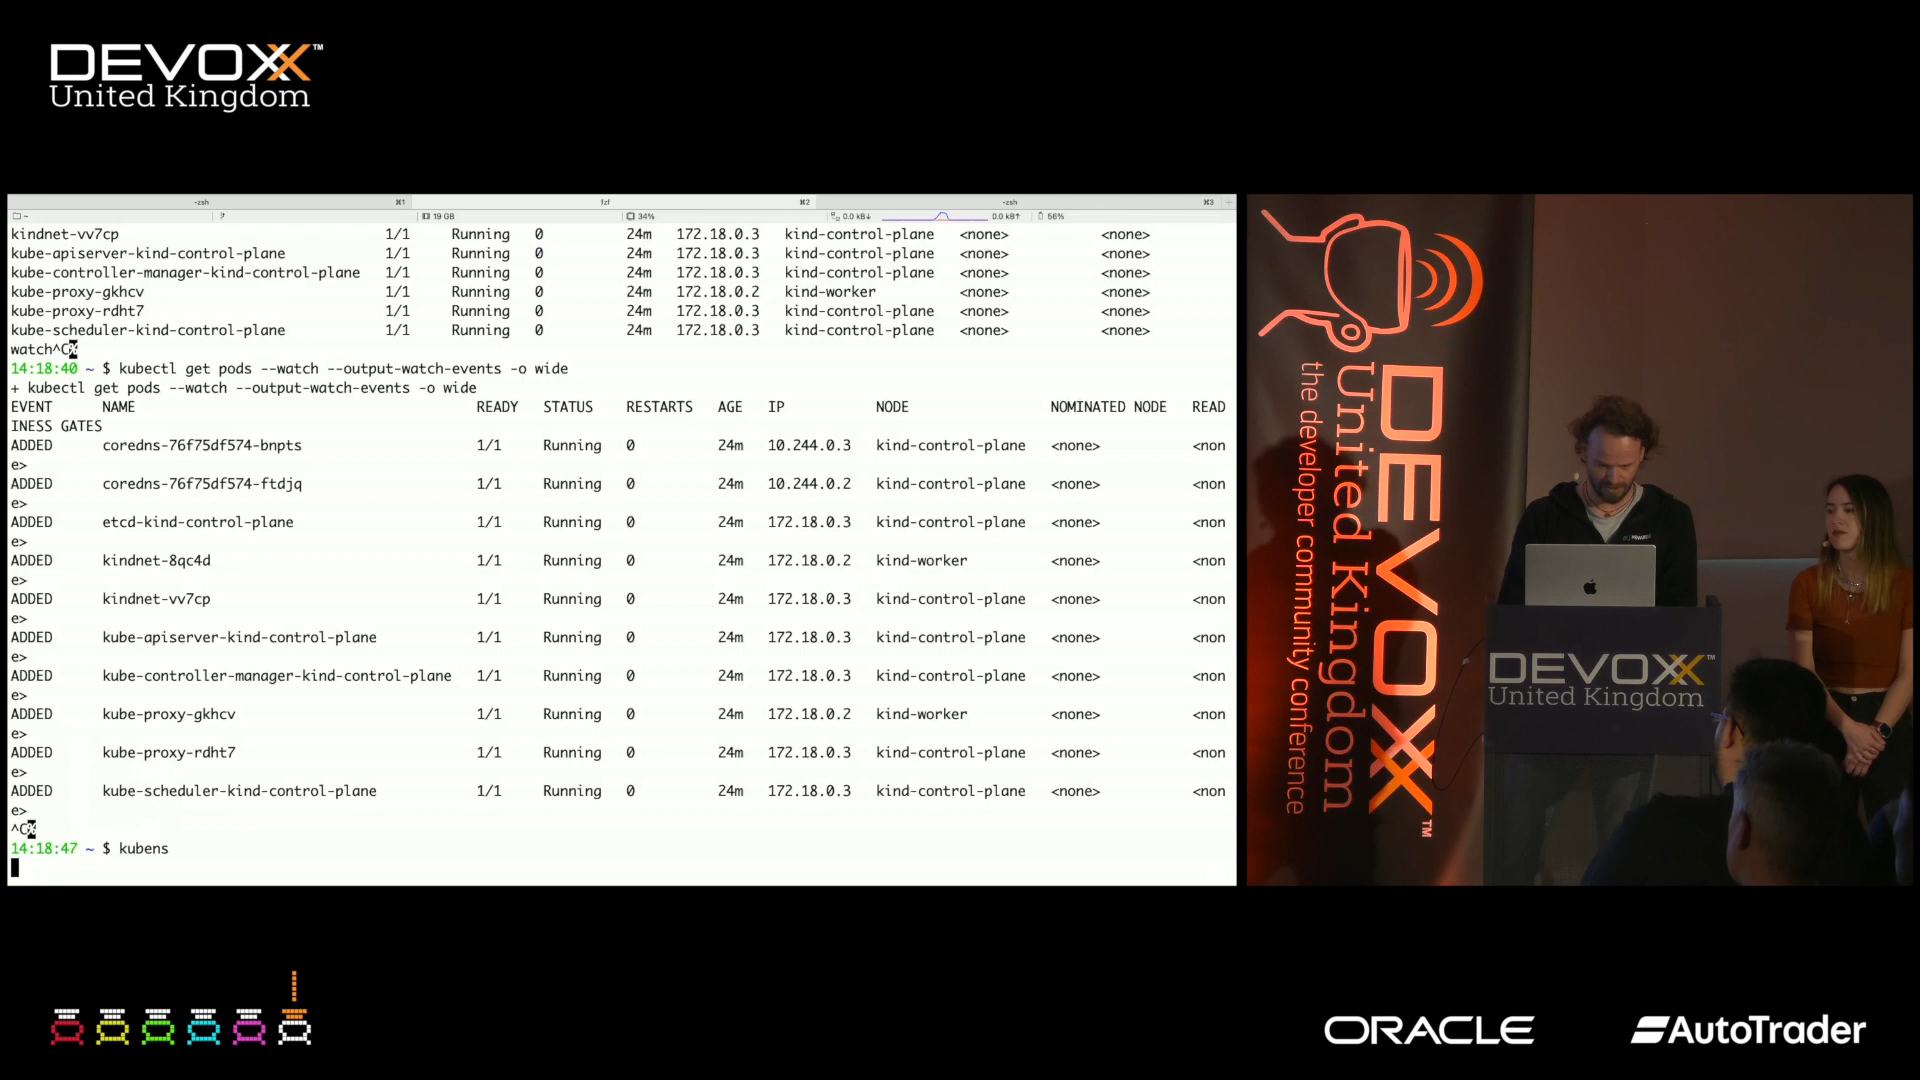 DEVOXX™
United Kingdom
-zsh ⌘1 fzf ⌘2 -zsh ⌘3
~ 19 GB 34% 0.0 kB↓ 0.0 kB↑ 56%
kindnet-vv7cp 1/1 Running 0 24m 172.18.0.3 kind-control-plane <none> <none>
kube-apiserver-kind-control-plane 1/1 Running 0 24m 172.18.0.3 kind-control-plane <none> <none>
kube-controller-manager-kind-control-plane 1/1 Running 0 24m 172.18.0.3 kind-control-plane <none> <none>
kube-proxy-gkhcv 1/1 Running 0 24m 172.18.0.2 kind-worker <none> <none>
kube-proxy-rdht7 1/1 Running 0 24m 172.18.0.3 kind-control-plane <none> <none>
kube-scheduler-kind-control-plane 1/1 Running 0 24m 172.18.0.3 kind-control-plane <none> <none>
watch^C%
14:18:40 ~ $ kubectl get pods --watch --output-watch-events -o wide
+ kubectl get pods --watch --output-watch-events -o wide
EVENT NAME READY STATUS RESTARTS AGE IP NODE NOMINATED NODE READ
INESS GATES
ADDED coredns-76f75df574-bnpts 1/1 Running 0 24m 10.244.0.3 kind-control-plane <none> <non
e>
ADDED coredns-76f75df574-ftdjq 1/1 Running 0 24m 10.244.0.2 kind-control-plane <none> <non
e>
ADDED etcd-kind-control-plane 1/1 Running 0 24m 172.18.0.3 kind-control-plane <none> <non
e>
ADDED kindnet-8qc4d 1/1 Running 0 24m 172.18.0.2 kind-worker <none> <non
e>
ADDED kindnet-vv7cp 1/1 Running 0 24m 172.18.0.3 kind-control-plane <none> <non
e>
ADDED kube-apiserver-kind-control-plane 1/1 Running 0 24m 172.18.0.3 kind-control-plane <none> <non
e>
ADDED kube-controller-manager-kind-control-plane 1/1 Running 0 24m 172.18.0.3 kind-control-plane <none> <non
e>
ADDED kube-proxy-gkhcv 1/1 Running 0 24m 172.18.0.2 kind-worker <none> <non
e>
ADDED kube-proxy-rdht7 1/1 Running 0 24m 172.18.0.3 kind-control-plane <none> <non
e>
ADDED kube-scheduler-kind-control-plane 1/1 Running 0 24m 172.18.0.3 kind-control-plane <none> <non
e>
^C%
14:18:47 ~ $ kubens
DEVOXX™
United Kingdom
the developer community conference
DEVOXX™
United Kingdom
ORACLE
AutoTrader